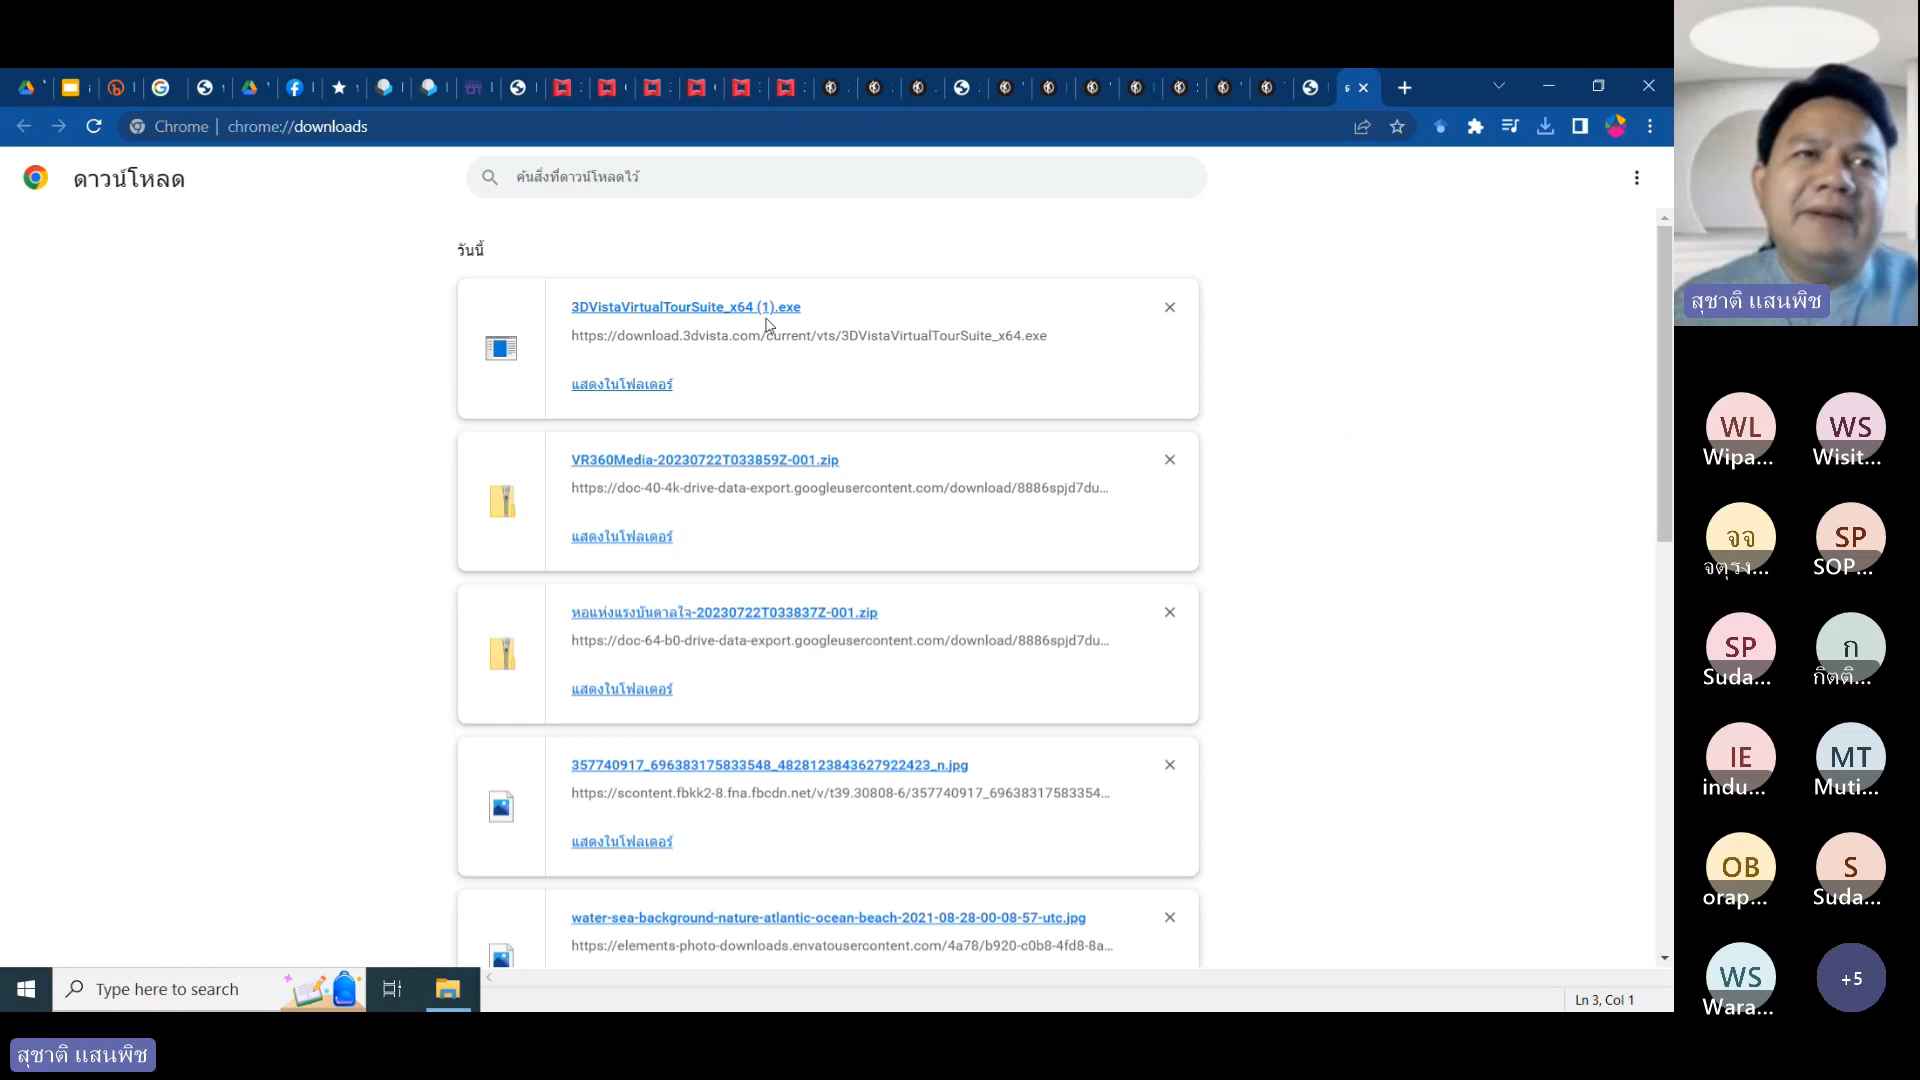 Chrome | chrome://downloads
ดาวน์โหลด
ค้นสิ่งที่ดาวน์โหลดไว้
วันนี้
3DVistaVirtualTourSuite_x64 (1).exe
https://download.3dvista.com/current/vts/3DVistaVirtualTourSuite_x64.exe
แสดงในโฟลเดอร์
VR360Media-20230722T033859Z-001.zip
https://doc-40-4k-drive-data-export.googleusercontent.com/download/8886spjd7du...
แสดงในโฟลเดอร์
หอแห่งแรงบันดาลใจ-20230722T033837Z-001.zip
https://doc-64-b0-drive-data-export.googleusercontent.com/download/8886spjd7du...
แสดงในโฟลเดอร์
357740917_696383175833548_4828123843627922423_n.jpg
https://scontent.fbkk2-8.fna.fbcdn.net/v/t39.30808-6/357740917_69638317583354...
แสดงในโฟลเดอร์
water-sea-background-nature-atlantic-ocean-beach-2021-08-28-00-08-57-utc.jpg
https://elements-photo-downloads.envatousercontent.com/4a78/b920-c0b8-4fd8-8a...
Type here to search
Ln 3, Col 1
สุชาติ แสนพิช
สุชาติ แสนพิช
WL
Wipa...
WS
Wisit...
จจ
จตุรง...
SP
SOP...
SP
Suda...
ก
กิตติ...
IE
indu...
MT
Muti...
OB
orap...
S
Suda...
WS
Wara...
+5